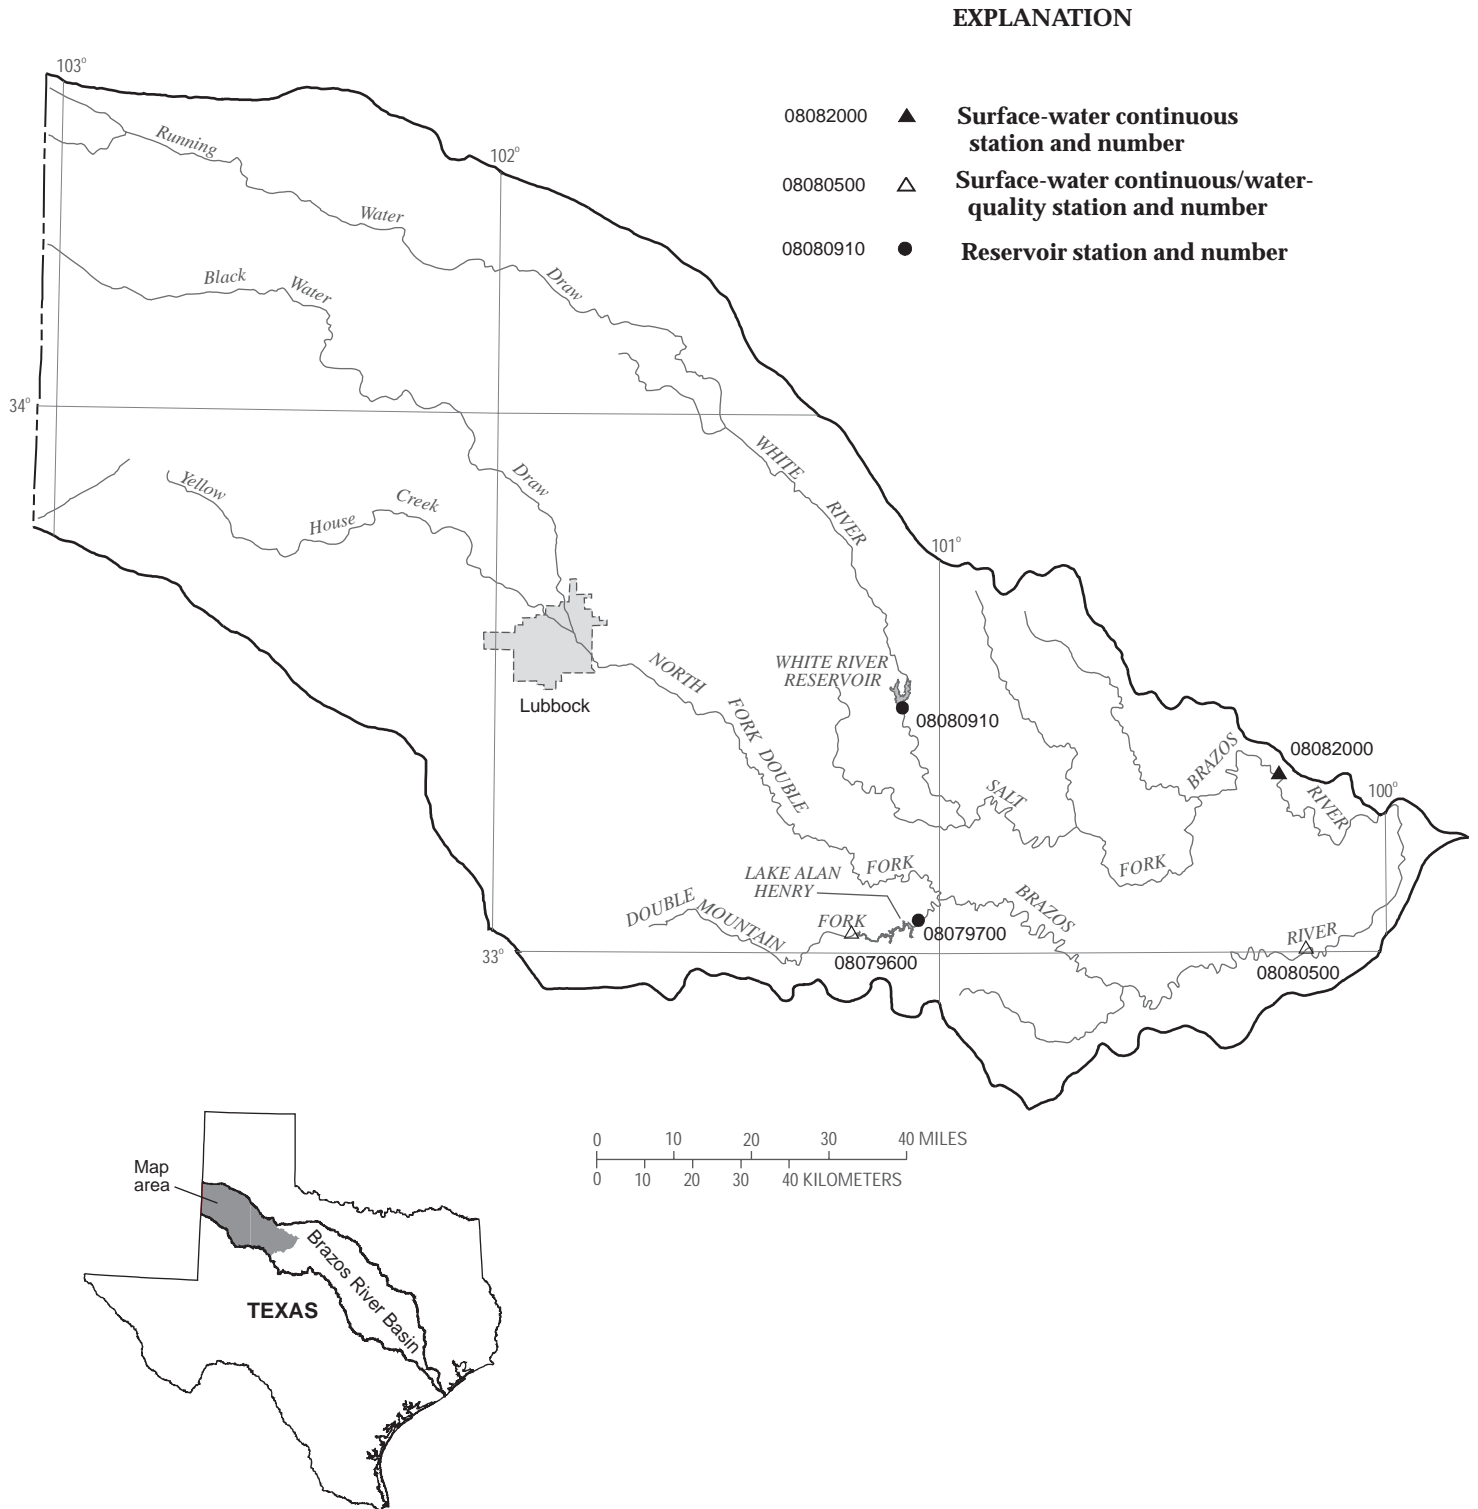 EXPLANATION
08082000 Surface-water continuous
station and number
08080500 Surface-water continuous/water-
quality station and number
08080910 Reservoir station and number
103°
102°
Running
Water
Draw
Black
Water
Draw
34°
Yellow
House
Creek
WHITE
RIVER
101°
Lubbock
NORTH
FORK
DOUBLE
WHITE RIVER
RESERVOIR
08080910
SALT
BRAZOS
08082000
RIVER
100°
FORK
FORK
LAKE ALAN
HENRY
DOUBLE
MOUNTAIN
FORK
08079700
08079600
BRAZOS
RIVER
08080500
33°
0 10 20 30 40 MILES
0 10 20 30 40 KILOMETERS
Map
area
Brazos River Basin
TEXAS